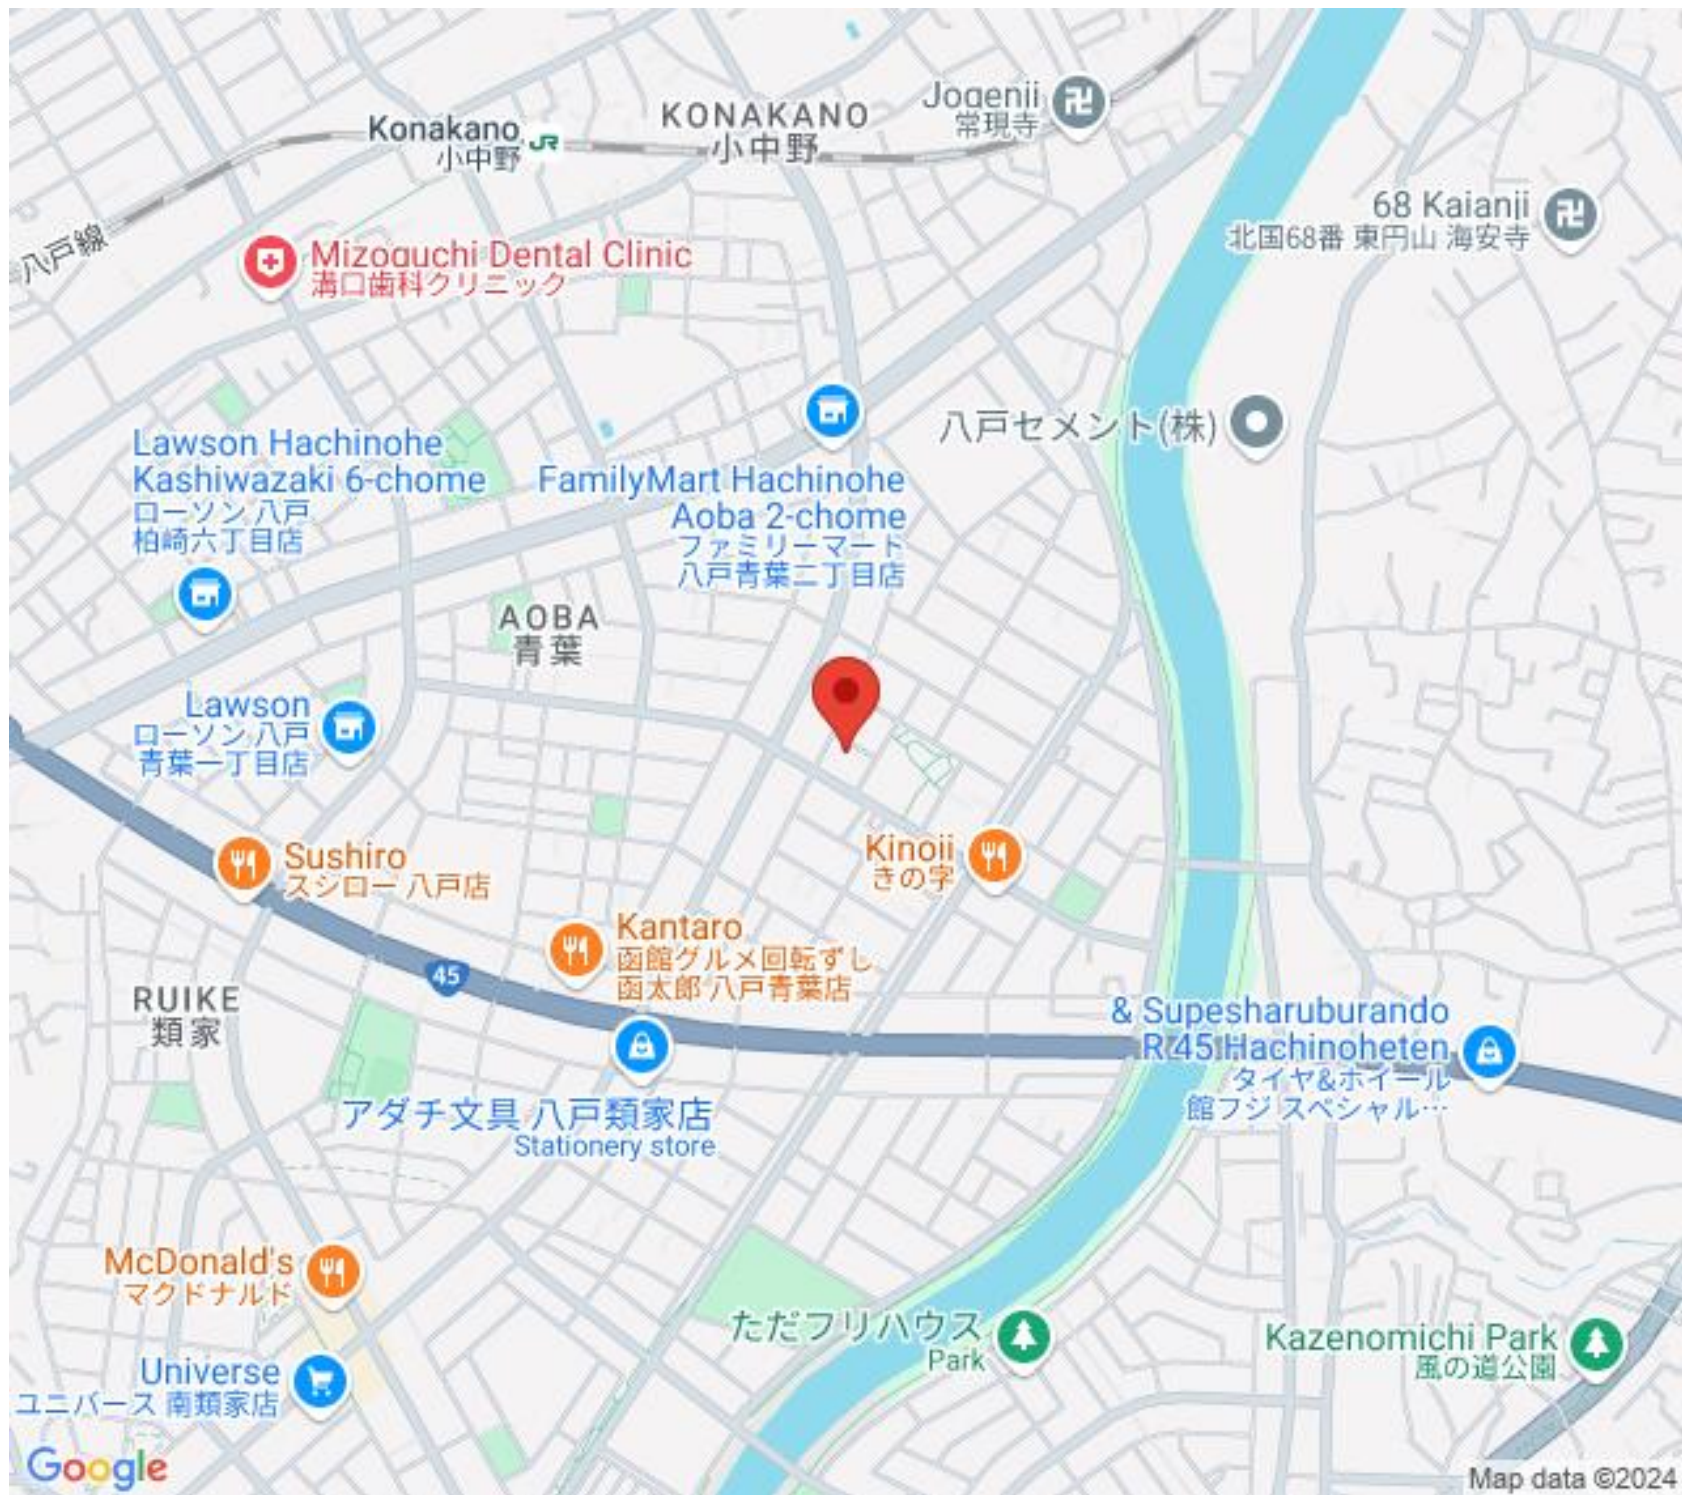 Konakano
小中野
JR
KONAKANO
小中野
Jogenji
常現寺
68 Kaianji
北国68番 東円山 海安寺
八戸線
Mizoguchi Dental Clinic
溝口歯科クリニック
八戸セメント(株)
Lawson Hachinohe
Kashiwazaki 6-chome
ローソン 八戸
柏崎六丁目店
FamilyMart Hachinohe
Aoba 2-chome
ファミリーマート
八戸青葉二丁目店
AOBA
青葉
Lawson
ローソン 八戸
青葉一丁目店
Sushiro
スシロー 八戸店
Kinoji
きの字
Kantaro
函館グルメ回転ずし
函太郎 八戸青葉店
45
RUIKE
類家
& Supesharuburando
R 45 Hachinoheten
タイヤ&ホイール
館フジ スペシャル…
アダチ文具 八戸類家店
Stationery store
McDonald's
マクドナルド
ただフリハウス
Park
Kazenomichi Park
風の道公園
Universe
ユニバース 南類家店
Google
Map data ©2024